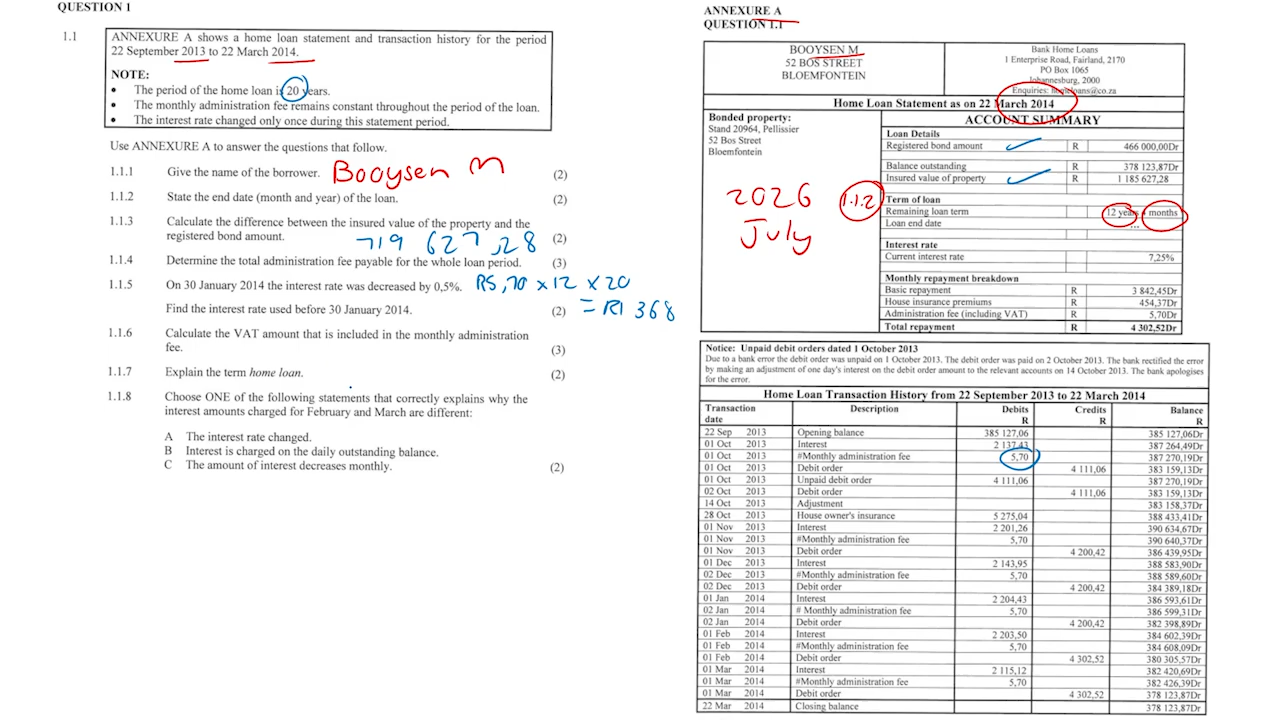 QUESTION 1
1.1 ANNEXURE A shows a home loan statement and transaction history for the period
22 September 2013 to 22 March 2014.
NOTE:
• The period of the home loan is 20 years.
• The monthly administration fee remains constant throughout the period of the loan.
• The interest rate changed only once during this statement period.
Use ANNEXURE A to answer the questions that follow.
1.1.1 Give the name of the borrower. Booysen M (2)
1.1.2 State the end date (month and year) of the loan. (2)
1.1.3 Calculate the difference between the insured value of the property and the
registered bond amount. 719 627,28 (2)
1.1.4 Determine the total administration fee payable for the whole loan period. (3)
1.1.5 On 30 January 2014 the interest rate was decreased by 0,5%. R5,70 x 12 x 20
Find the interest rate used before 30 January 2014. (2) = R1 368
1.1.6 Calculate the VAT amount that is included in the monthly administration
fee. (3)
1.1.7 Explain the term home loan. (2)
1.1.8 Choose ONE of the following statements that correctly explains why the
interest amounts charged for February and March are different:
A The interest rate changed.
B Interest is charged on the daily outstanding balance.
C The amount of interest decreases monthly. (2)
ANNEXURE A
QUESTION 1.1
BOOYSEN M
52 BOS STREET
BLOEMFONTEIN
Bank Home Loans
1 Enterprise Road, Fairland, 2170
PO Box 1065
Johannesburg, 2000
Enquiries:
Home Loan Statement as on 22 March 2014
Bonded property:
Stand 20964, Pellissier
52 Bos Street
Bloemfontein
2026
July
1.1.2
ACCOUNT SUMMARY
Loan Details
Registered bond amount R 466 000,00Dr
Balance outstanding R 378 123,87Dr
Insured value of property R 1 185 627,28
Term of loan
Remaining loan term 12 years months
Loan end date ...
Interest rate
Current interest rate 7,25%
Monthly repayment breakdown
Basic repayment R 3 842,45Dr
House insurance premiums R 454,37Dr
Administration fee (including VAT) R 5,70Dr
Total repayment R 4 302,52Dr
Notice: Unpaid debit orders dated 1 October 2013
Due to a bank error the debit order was unpaid on 1 October 2013. The debit order was paid on 2 October 2013. The bank rectified the error
by making an adjustment of one day's interest on the debit order amount to the relevant accounts on 14 October 2013. The bank apologises
for the error.
Home Loan Transaction History from 22 September 2013 to 22 March 2014
Transaction date Description Debits R Credits R Balance R
22 Sep 2013 Opening balance 385 127,06 385 127,06Dr
01 Oct 2013 Interest 2 137,43 387 264,49Dr
01 Oct 2013 #Monthly administration fee 5,70 387 270,19Dr
01 Oct 2013 Debit order 4 111,06 383 159,13Dr
01 Oct 2013 Unpaid debit order 4 111,06 387 270,19Dr
02 Oct 2013 Debit order 4 111,06 383 159,13Dr
14 Oct 2013 Adjustment 383 158,37Dr
28 Oct 2013 House owner's insurance 5 275,04 388 433,41Dr
01 Nov 2013 Interest 2 201,26 390 634,67Dr
01 Nov 2013 #Monthly administration fee 5,70 390 640,37Dr
01 Nov 2013 Debit order 4 200,42 386 439,95Dr
01 Dec 2013 Interest 2 143,95 388 583,90Dr
02 Dec 2013 #Monthly administration fee 5,70 388 589,60Dr
02 Dec 2013 Debit order 4 200,42 384 389,18Dr
01 Jan 2014 Interest 2 204,43 386 593,61Dr
02 Jan 2014 # Monthly administration fee 5,70 386 599,31Dr
02 Jan 2014 Debit order 4 200,42 382 398,89Dr
01 Feb 2014 Interest 2 203,50 384 602,39Dr
01 Feb 2014 #Monthly administration fee 5,70 384 608,09Dr
01 Feb 2014 Debit order 4 302,52 380 305,57Dr
01 Mar 2014 Interest 2 115,12 382 420,69Dr
01 Mar 2014 #Monthly administration fee 5,70 382 426,39Dr
01 Mar 2014 Debit order 4 302,52 378 123,87Dr
22 Mar 2014 Closing balance 378 123,87Dr